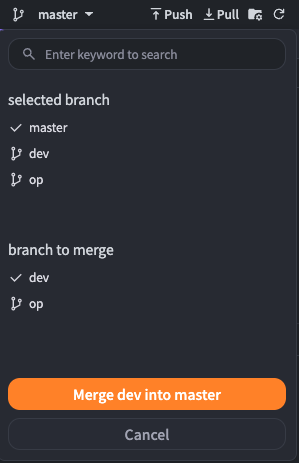 master Push Pull
Enter keyword to search
selected branch
master
dev
op
branch to merge
dev
op
Merge dev into master
Cancel